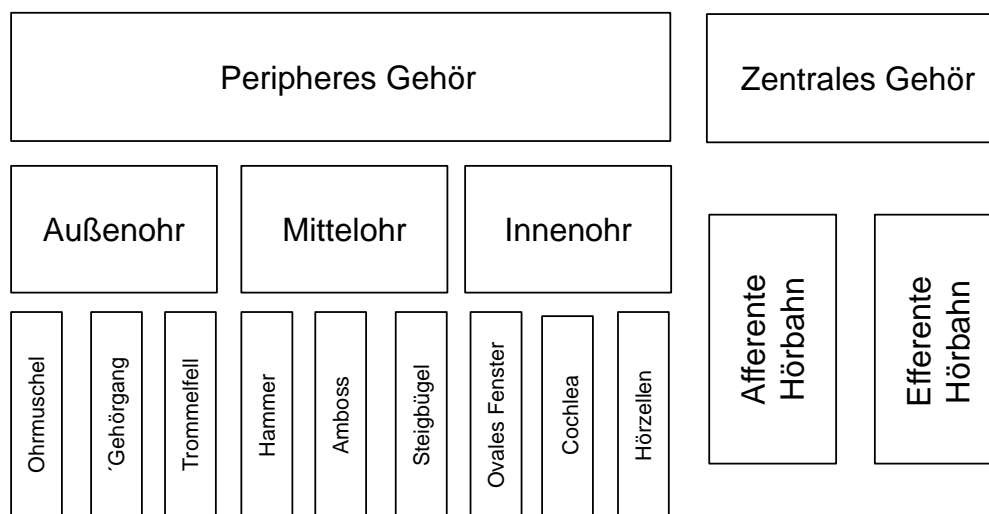 Peripheres Gehör
Zentrales Gehör
Außenohr
Mittelohr
Innenohr
Ohrmuschel
´Gehörgang
Trommelfell
Hammer
Amboss
Steigbügel
Ovales Fenster
Cochlea
Hörzellen
Afferente
Hörbahn
Efferente
Hörbahn